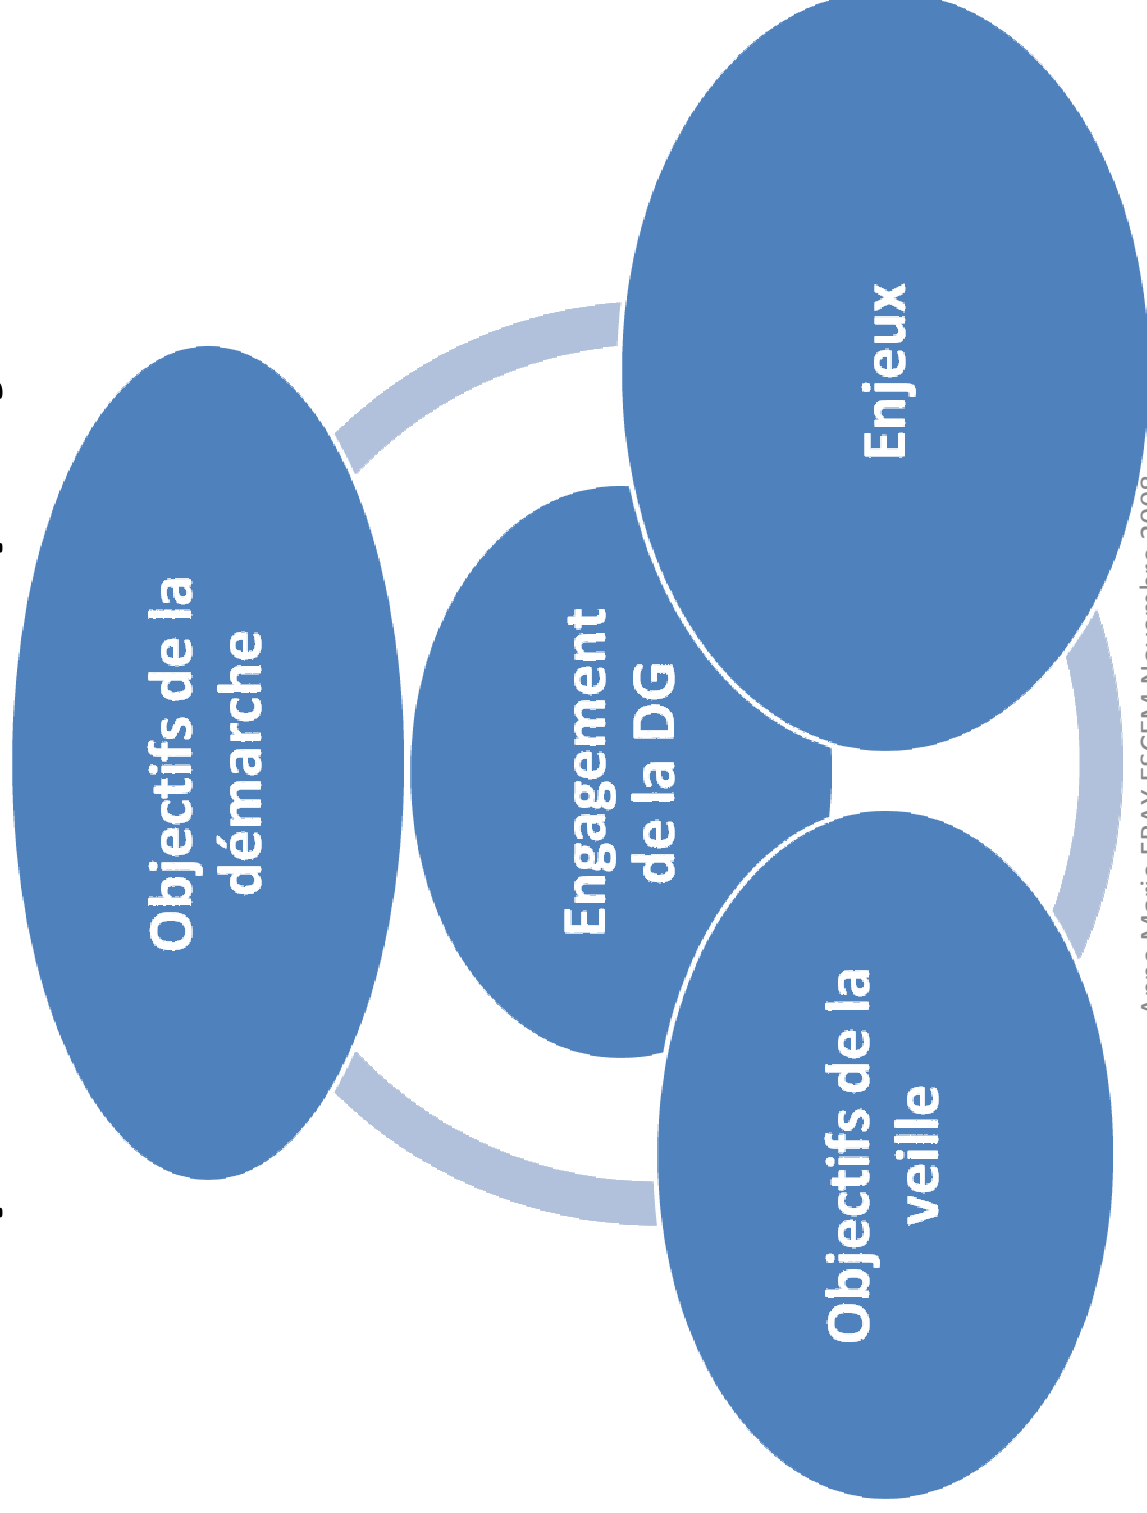 Objectifs de la
démarche
Engagement
de la DG
Objectifs de la
veille
Enjeux